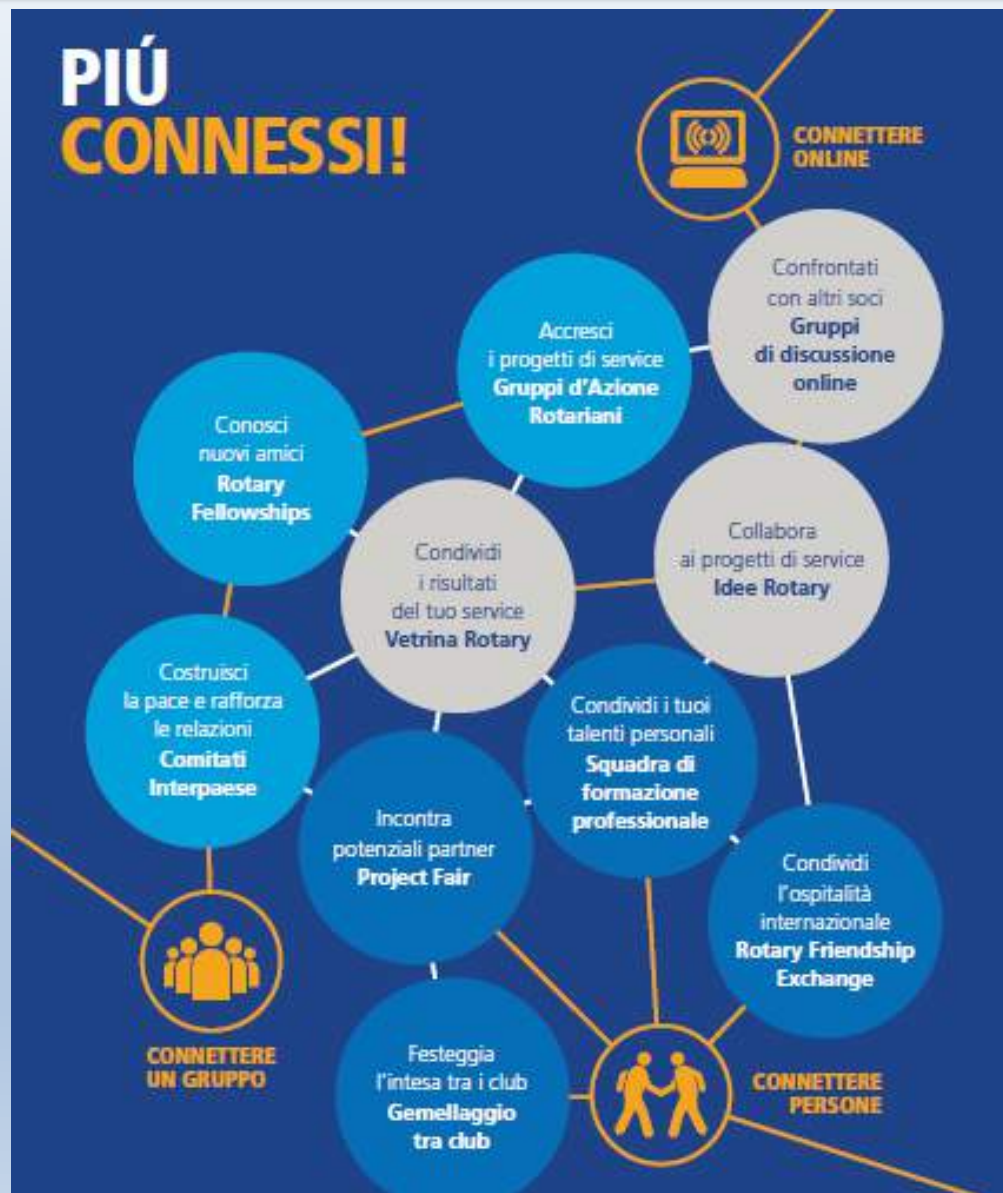 PIÚ
CONNESSI!
CONNETTERE
ONLINE
Confrontati
con altri soci
Gruppi
di discussione
online
Accresci
i progetti di service
Gruppi d'Azione
Rotariani
Conosci
nuovi amici
Rotary
Fellowships
Collabora
ai progetti di service
Idee Rotary
Condividi
i risultati
del tuo service
Vetrina Rotary
Costruisci
la pace e rafforza
le relazioni
Comitati
Interpaese
Condividi i tuoi
talenti personali
Squadra di
formazione
professionale
Incontra
potenziali partner
Project Fair
Condividi
l'ospitalità
internazionale
Rotary Friendship
Exchange
CONNETTERE
UN GRUPPO
Festeggia
l'intesa tra i club
Gemellaggio
tra club
CONNETTERE
PERSONE